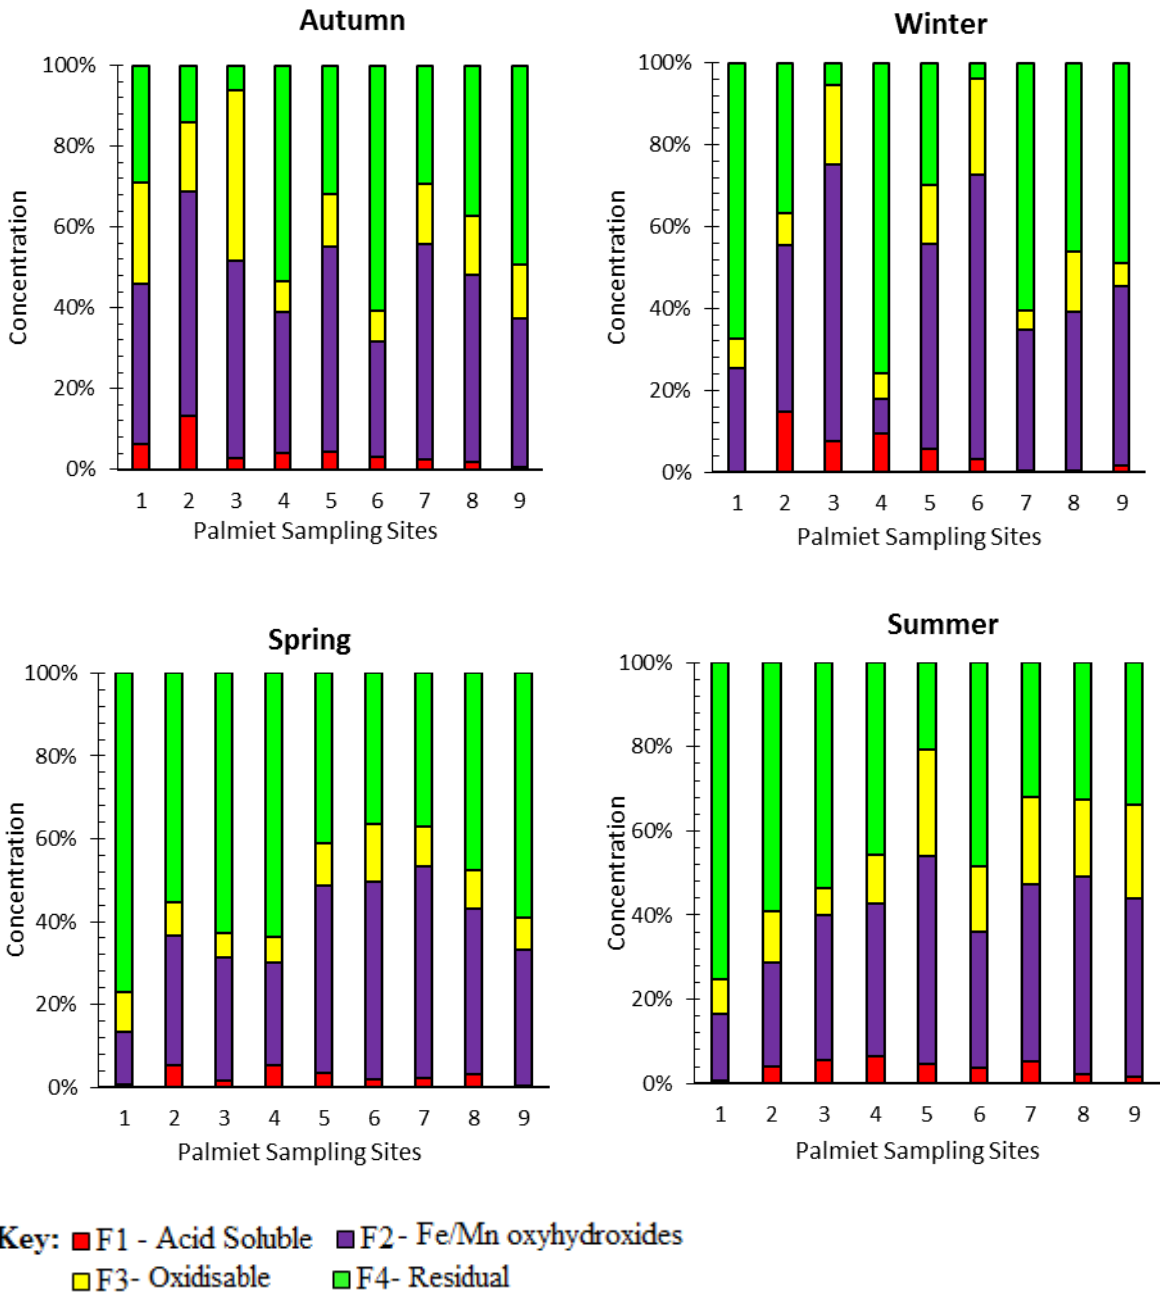 Autumn
100%
80%
60%
40%
20%
0%
Concentration
1 2 3 4 5 6 7 8 9
Palmiet Sampling Sites
Winter
100%
80%
60%
40%
20%
0%
Concentration
1 2 3 4 5 6 7 8 9
Palmiet Sampling Sites
Spring
100%
80%
60%
40%
20%
0%
Concentration
1 2 3 4 5 6 7 8 9
Palmiet Sampling Sites
Summer
100%
80%
60%
40%
20%
0%
Concentration
1 2 3 4 5 6 7 8 9
Palmiet Sampling Sites
Key: F1 - Acid Soluble F2- Fe/Mn oxyhydroxides
F3- Oxidisable F4- Residual